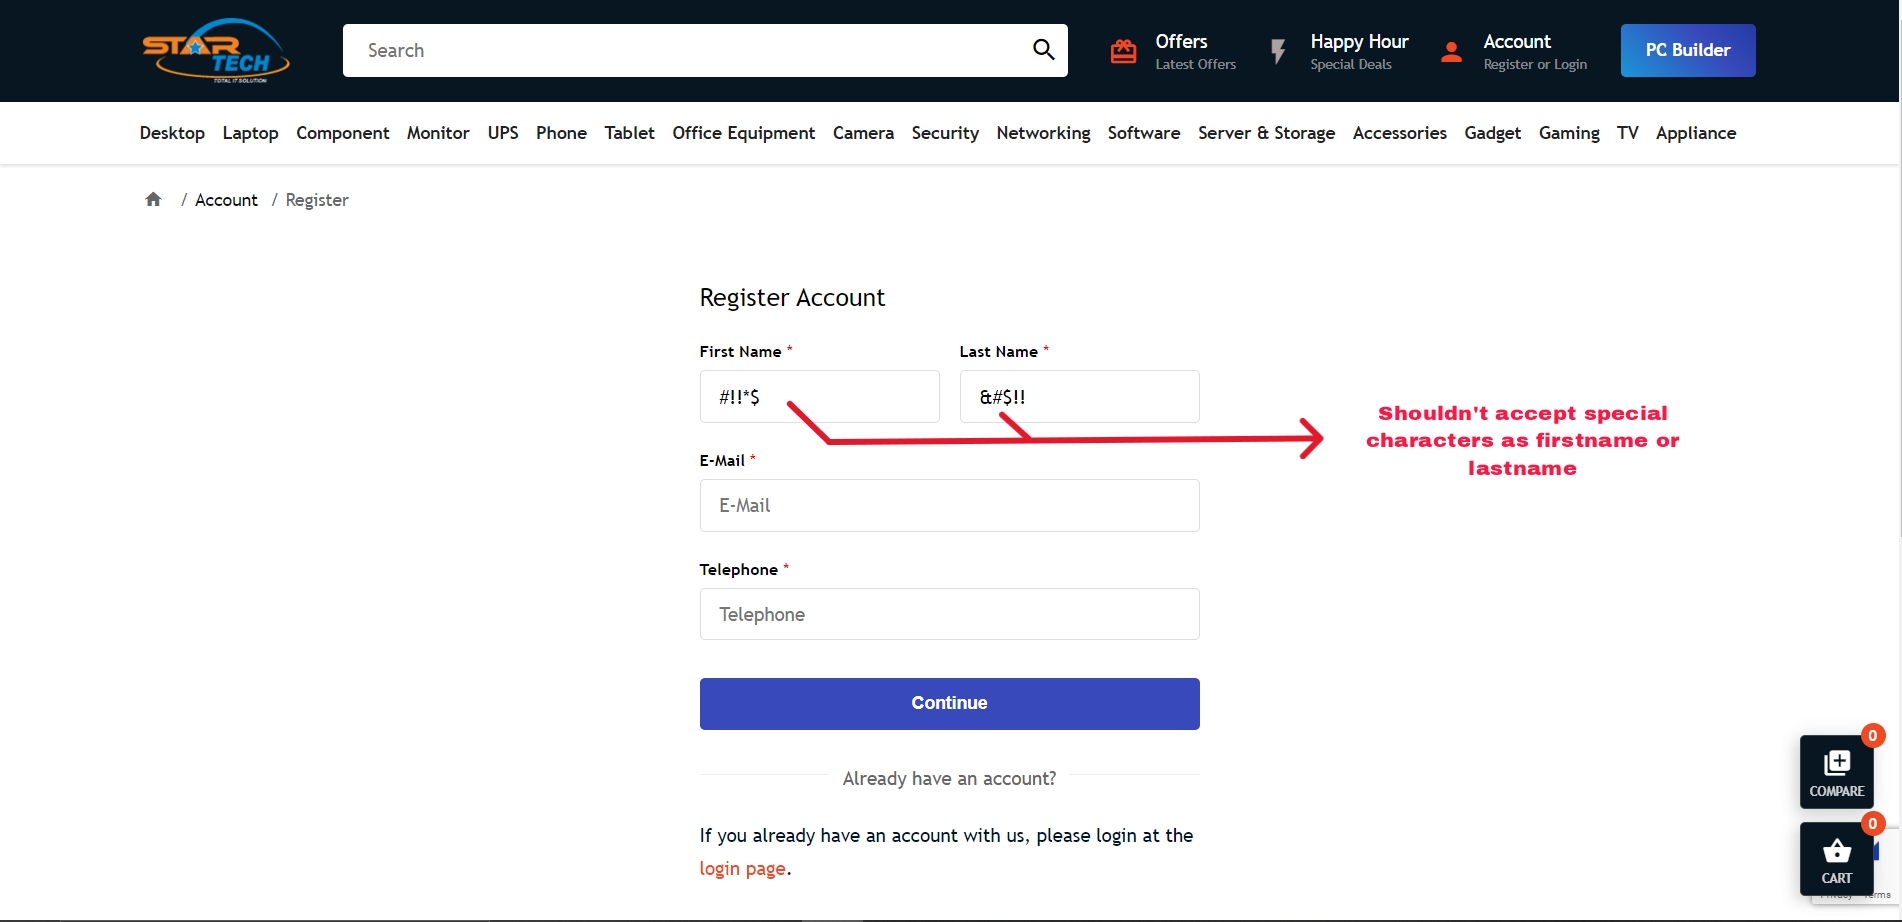 STAR
TECH
TOTAL IT SOLUTION
Search
Offers
Latest Offers
Happy Hour
Special Deals
Account
Register or Login
PC Builder
Desktop Laptop Component Monitor UPS Phone Tablet Office Equipment Camera Security Networking Software Server & Storage Accessories Gadget Gaming TV Appliance
/ Account / Register
Register Account
First Name * Last Name *
#!!*$ &#$!!
Shouldn't accept special
characters as firstname or
lastname
E-Mail *
E-Mail
Telephone *
Telephone
Continue
Already have an account?
If you already have an account with us, please login at the
login page.
0
COMPARE
0
CART